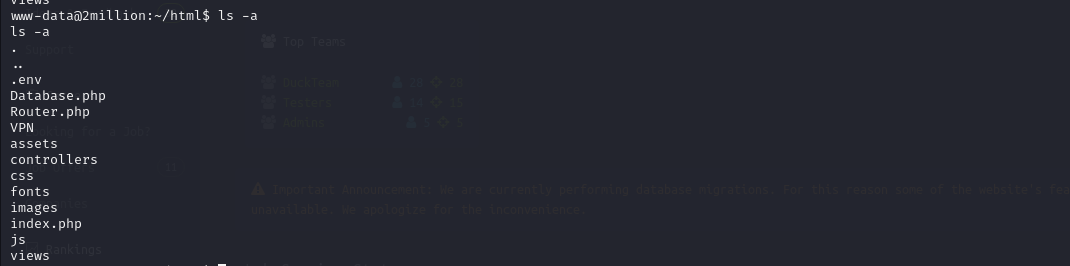 views
www-data@2million:~/html$ ls -a
ls -a
.
..
.env
Database.php
Router.php
VPN
assets
controllers
css
fonts
images
index.php
js
views
Top Teams
Admins
Important Announcement: We are currently performing database migrations. For this reason some of the website's
unavailable. We apologize for the inconvenience.
Rankings